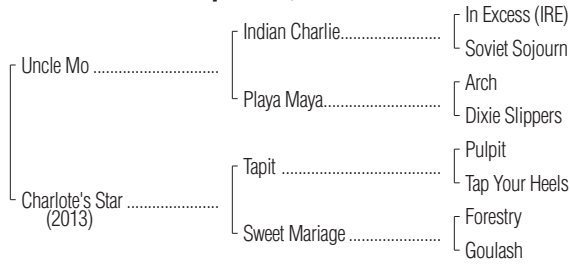 In Excess (IRE)
Indian Charlie.....................
Soviet Sojourn
Uncle Mo ...........................
Arch
Playa Maya.........................
Dixie Slippers
Pulpit
Tapit ..................................
Tap Your Heels
Charlote's Star ....................
(2013)
Forestry
Sweet Mariage ....................
Goulash